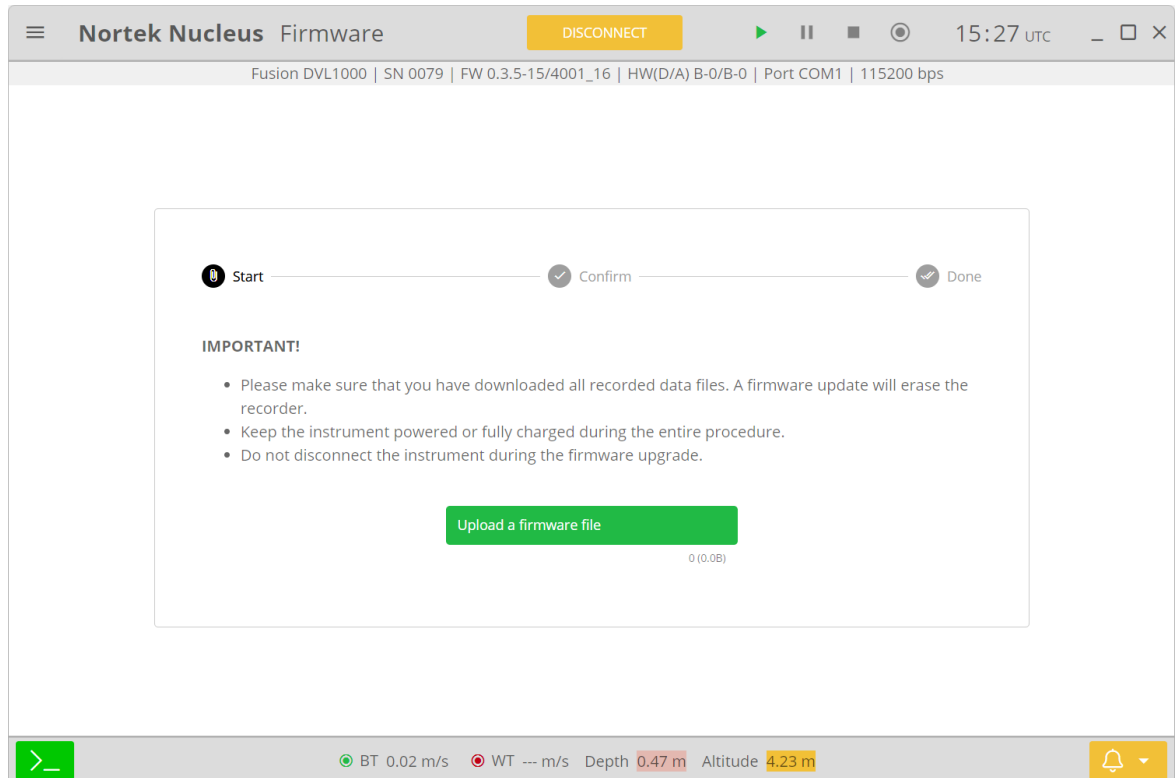 Nortek Nucleus Firmware DISCONNECT 15:27 UTC
Fusion DVL1000 | SN 0079 | FW 0.3.5-15/4001_16 | HW(D/A) B-0/B-0 | Port COM1 | 115200 bps
Start Confirm Done
IMPORTANT!
• Please make sure that you have downloaded all recorded data files. A firmware update will erase the
recorder.
• Keep the instrument powered or fully charged during the entire procedure.
• Do not disconnect the instrument during the firmware upgrade.
Upload a firmware file
0 (0.0B)
BT 0.02 m/s WT --- m/s Depth 0.47 m Altitude 4.23 m